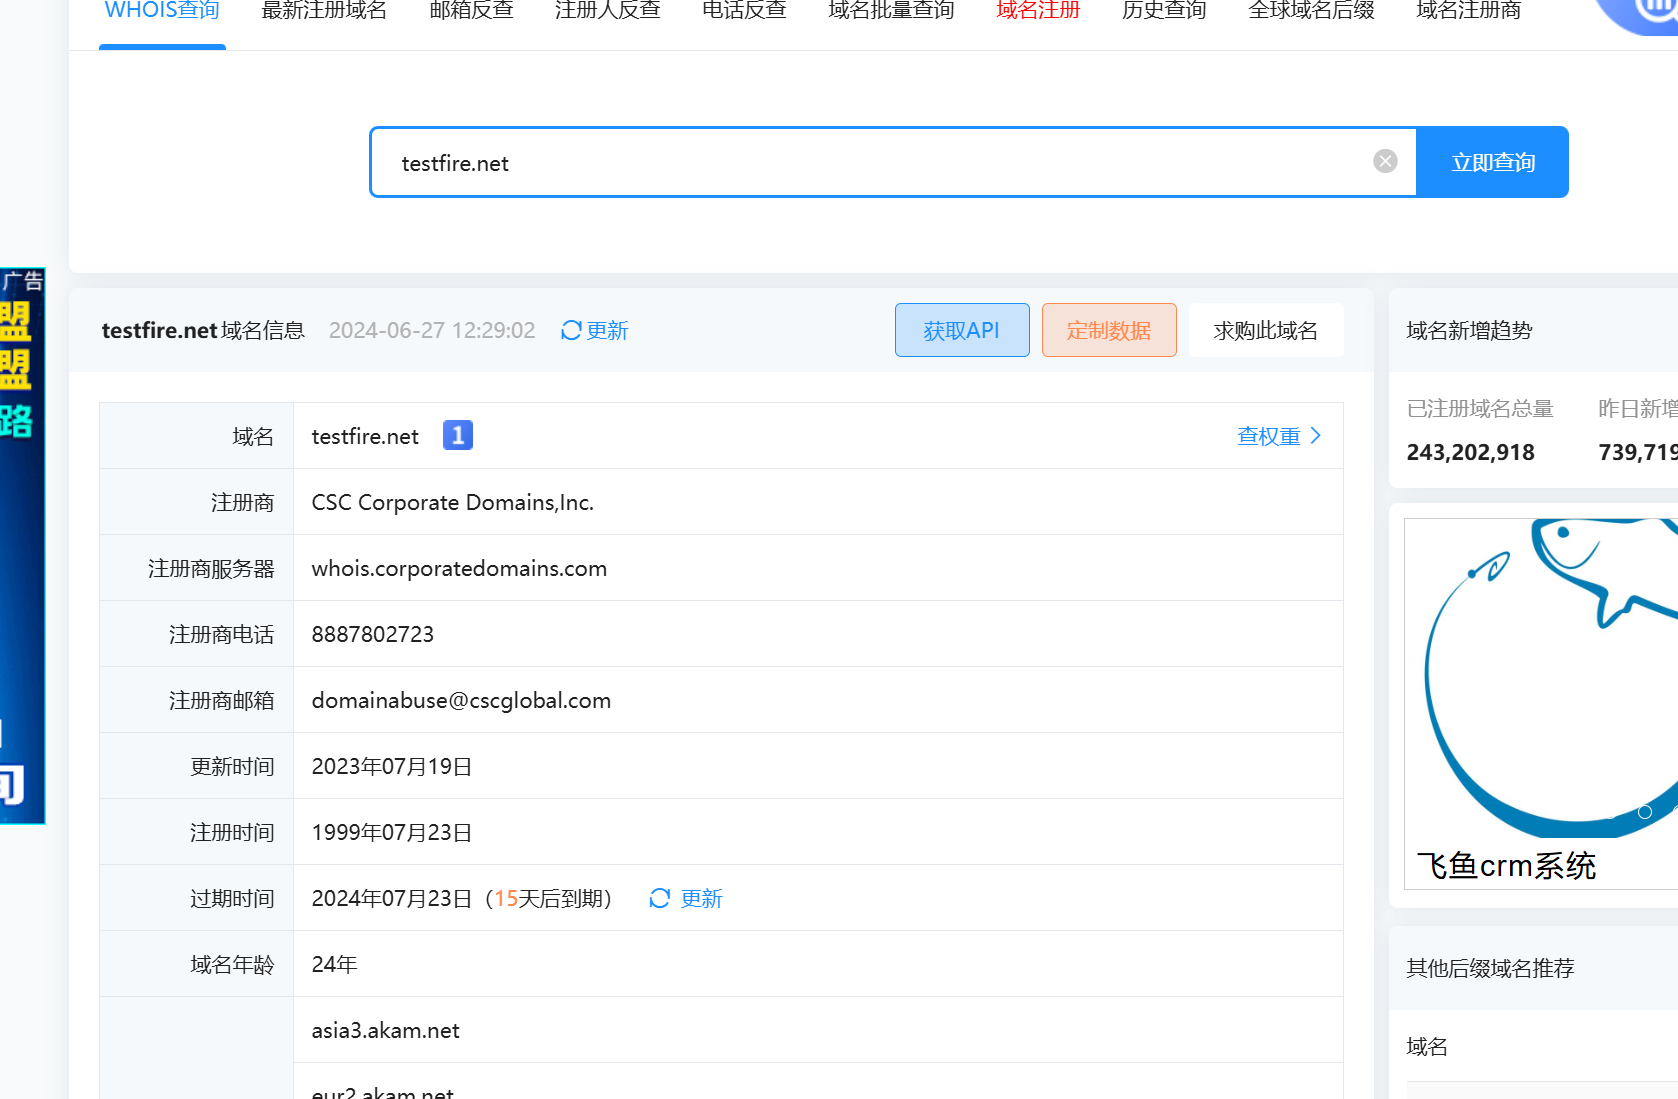 WHOIS查询 最新注册域名 邮箱反查 注册人反查 电话反查 域名批量查询 域名注册 历史查询 全球域名后缀 域名注册商
testfire.net
立即查询
广告
盟
盟
路
testfire.net域名信息 2024-06-27 12:29:02 更新 获取API 定制数据 求购此域名
域名 testfire.net 1 查权重
注册商 CSC Corporate Domains,Inc.
注册商服务器 whois.corporatedomains.com
注册商电话 8887802723
注册商邮箱 domainabuse@cscglobal.com
更新时间 2023年07月19日
注册时间 1999年07月23日
过期时间 2024年07月23日（15天后到期） 更新
域名年龄 24年
asia3.akam.net
eur2.akam.net
域名新增趋势
已注册域名总量 昨日新增
243,202,918 739,719
飞鱼crm系统
其他后缀域名推荐
域名